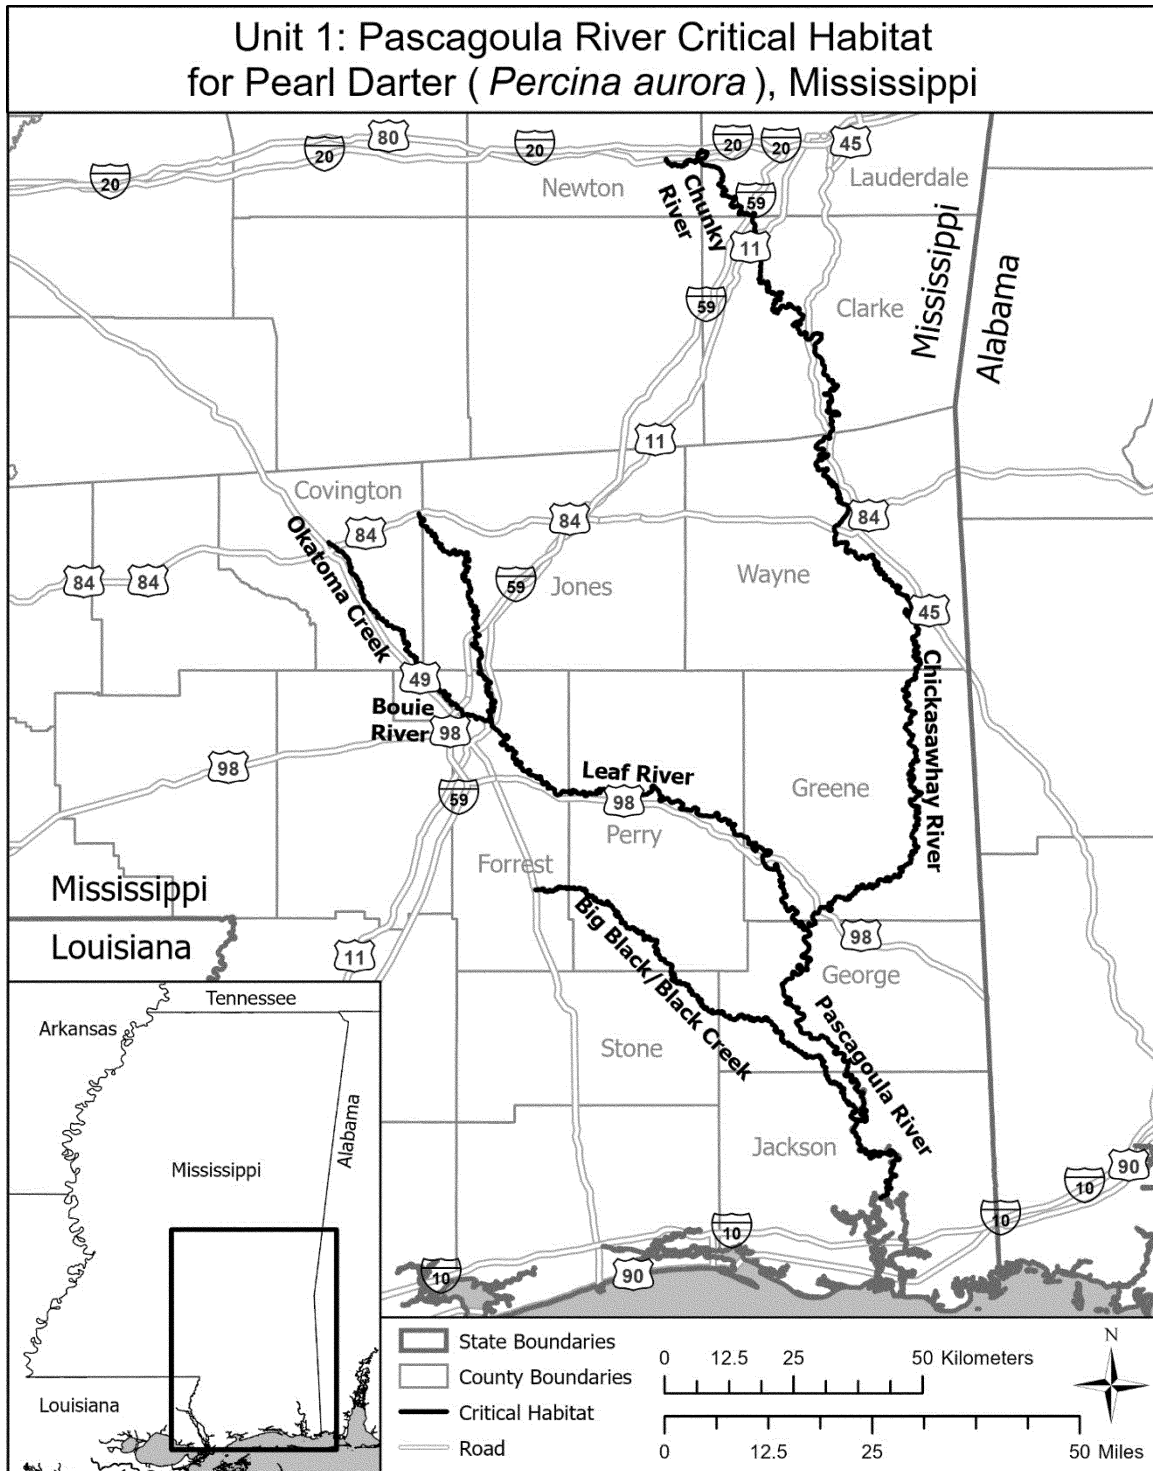 Unit 1: Pascagoula River Critical Habitat
for Pearl Darter ( Percina aurora ), Mississippi
80
20
20
20
20
20
45
Newton
Lauderdale
Chunky
River
59
11
59
Clarke
Mississippi
Alabama
11
Covington
84
84
84
84
84
Okatoma Creek
59
Jones
Wayne
45
49
Bouie
River
98
98
Chickasawhay River
Leaf River
59
98
Greene
Perry
Forrest
Mississippi
Louisiana
11
Big Black/Black Creek
98
George
Pascagoula River
Stone
Jackson
90
10
10
10
10
90
Tennessee
Arkansas
Alabama
Mississippi
Louisiana
State Boundaries
County Boundaries
Critical Habitat
Road
0 12.5 25 50 Kilometers
0 12.5 25 50 Miles
N